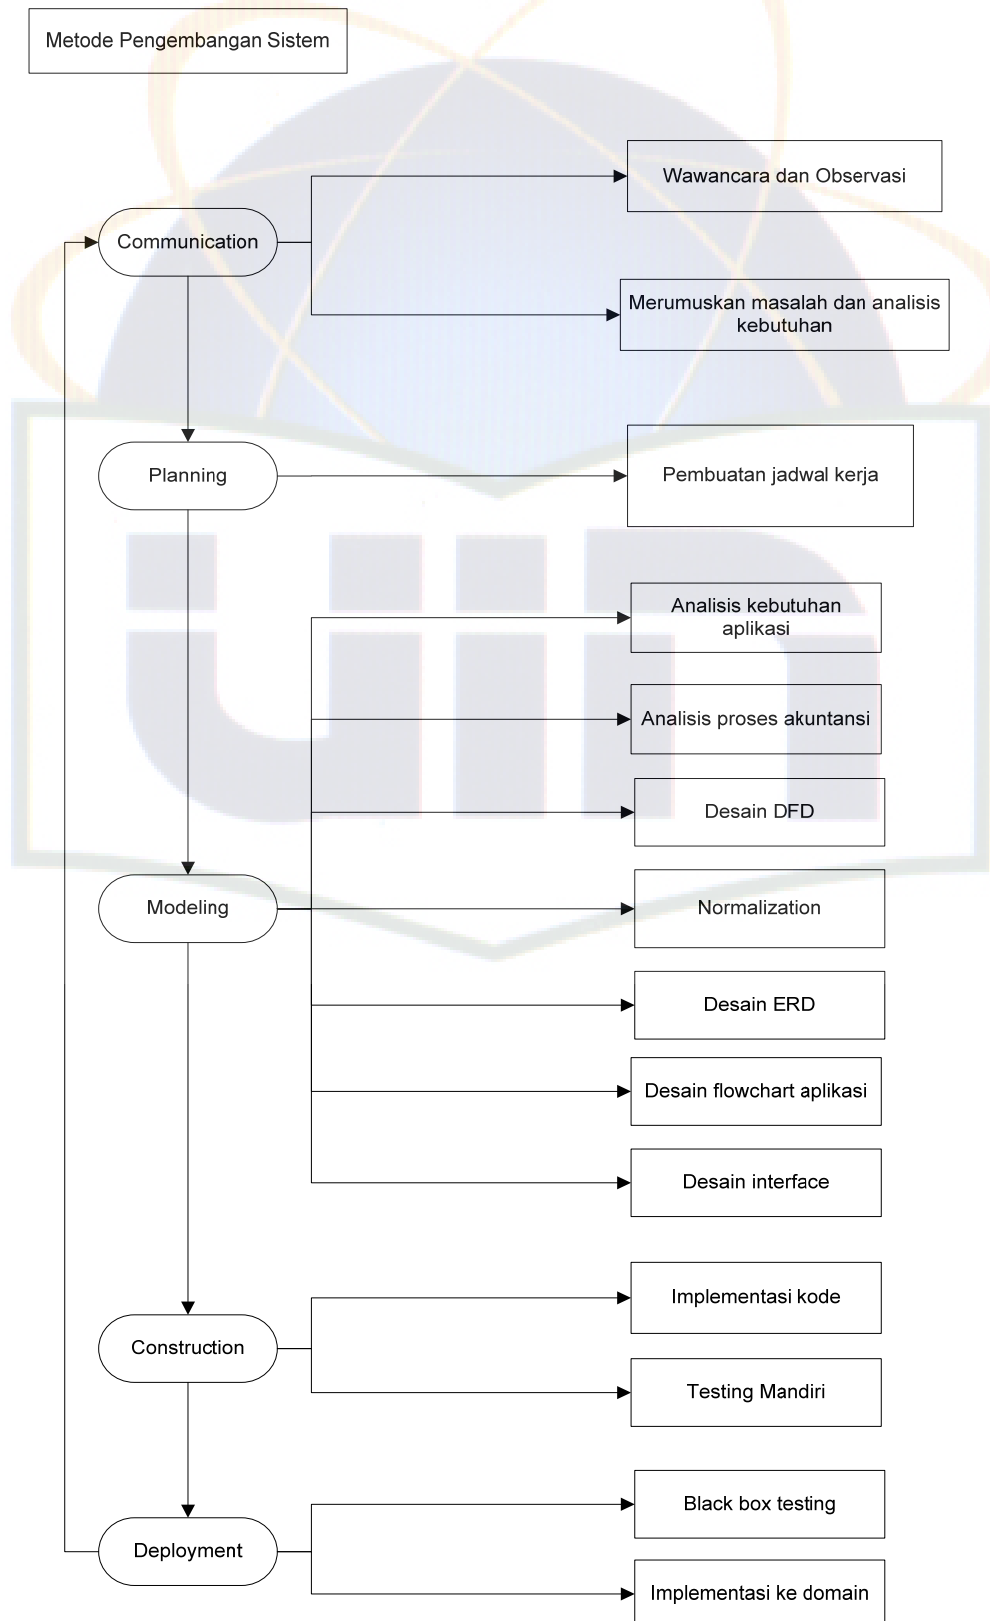 Metode Pengembangan Sistem
Wawancara dan Observasi
Communication
Merumuskan masalah dan analisis
kebutuhan
Planning
Pembuatan jadwal kerja
Analisis kebutuhan
aplikasi
Analisis proses akuntansi
Desain DFD
Modeling
Normalization
Desain ERD
Desain flowchart aplikasi
Desain interface
Implementasi kode
Construction
Testing Mandiri
Black box testing
Deployment
Implementasi ke domain
uin